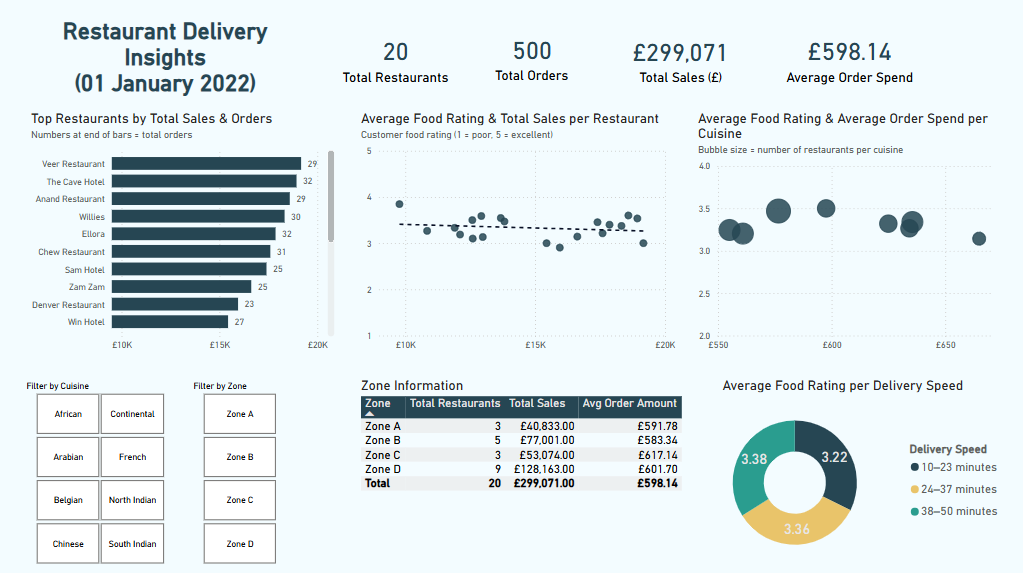 Restaurant Delivery
Insights
(01 January 2022)
20
Total Restaurants
500
Total Orders
£299,071
Total Sales (£)
£598.14
Average Order Spend
Top Restaurants by Total Sales & Orders
Numbers at end of bars = total orders
Veer Restaurant 29
The Cave Hotel 32
Anand Restaurant 29
Willies 30
Ellora 32
Chew Restaurant 31
Sam Hotel 25
Zam Zam 25
Denver Restaurant 23
Win Hotel 27
£10K £15K £20K
Average Food Rating & Total Sales per Restaurant
Customer food rating (1 = poor, 5 = excellent)
5
4
3
2
1
£10K £15K £20K
Average Food Rating & Average Order Spend per
Cuisine
Bubble size = number of restaurants per cuisine
4.0
3.5
3.0
2.5
2.0
£550 £600 £650
Filter by Cuisine
African Continental
Arabian French
Belgian North Indian
Chinese South Indian
Filter by Zone
Zone A
Zone B
Zone C
Zone D
Zone Information
Zone Total Restaurants Total Sales Avg Order Amount
Zone A 3 £40,833.00 £591.78
Zone B 5 £77,001.00 £583.34
Zone C 3 £53,074.00 £617.14
Zone D 9 £128,163.00 £601.70
Total 20 £299,071.00 £598.14
Average Food Rating per Delivery Speed
3.38 3.22
3.36
Delivery Speed
10–23 minutes
24–37 minutes
38–50 minutes